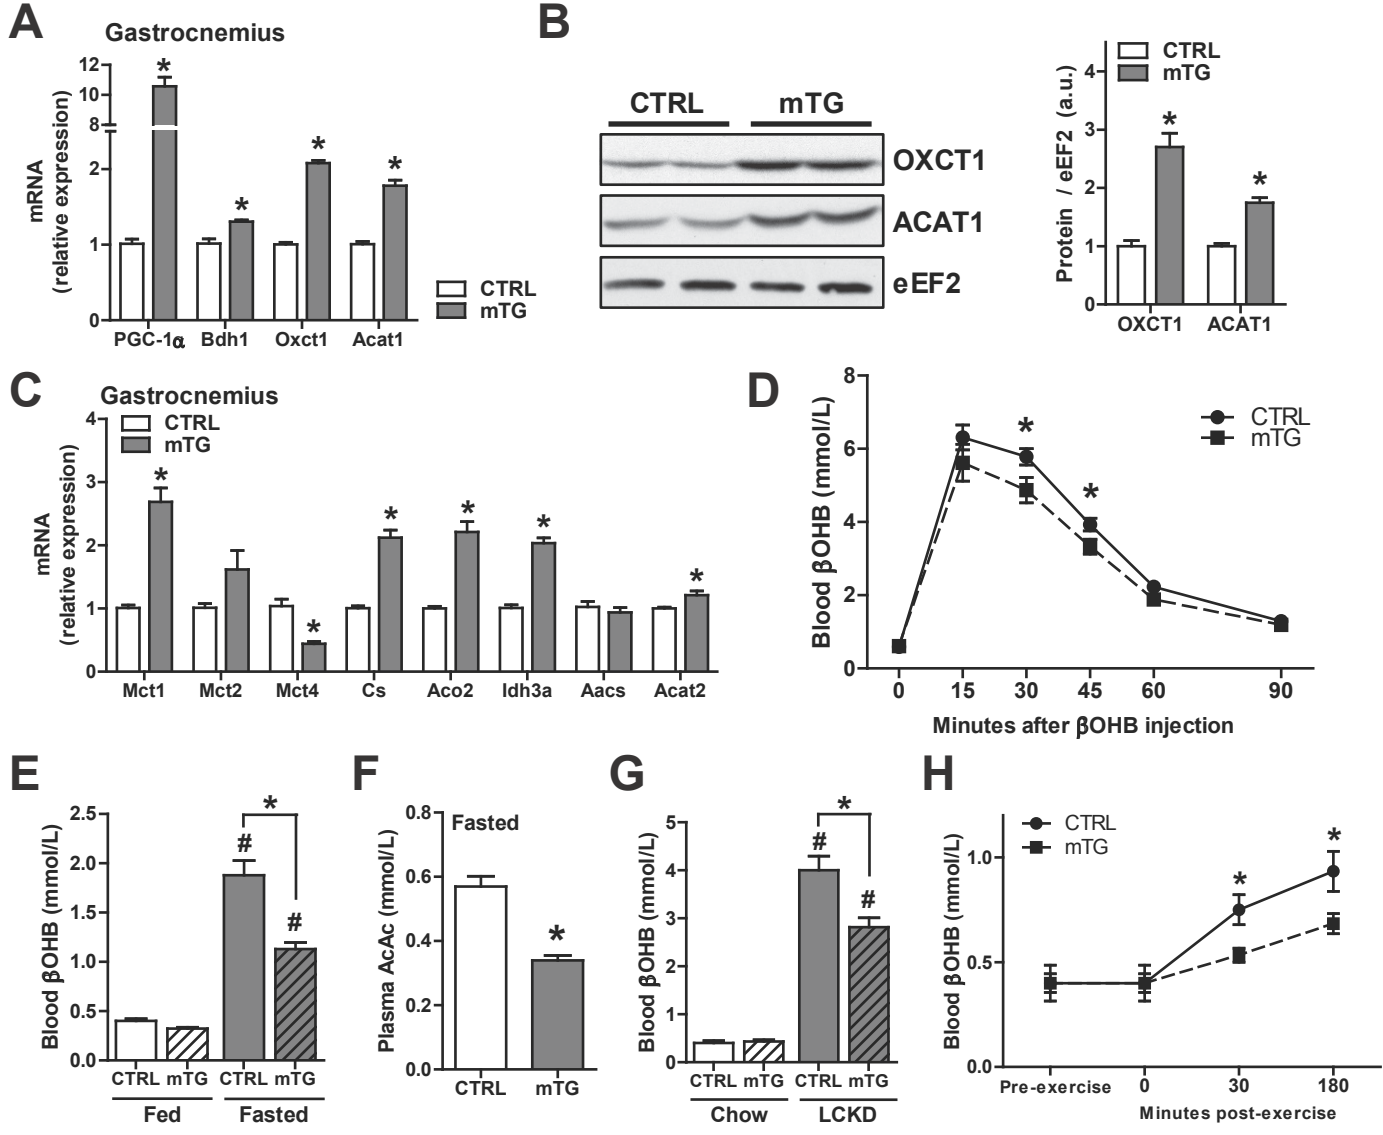 A
Gastrocnemius
mRNA
(relative expression)
12
10
8
2
1
0
*
*
*
*
PGC-1α Bdh1 Oxct1 Acat1
CTRL
mTG
B
CTRL mTG
OXCT1
ACAT1
eEF2
Protein / eEF2 (a.u.)
CTRL
mTG
4
3
2
1
0
*
*
OXCT1 ACAT1
C
Gastrocnemius
CTRL
mTG
mRNA
(relative expression)
4
3
2
1
0
*
*
*
*
*
*
Mct1 Mct2 Mct4 Cs Aco2 Idh3a Aacs Acat2
D
Blood βOHB (mmol/L)
8
6
4
2
0
*
*
CTRL
mTG
0 15 30 45 60 90
Minutes after βOHB injection
E
Blood βOHB (mmol/L)
2.5
2.0
1.5
1.0
0.5
0.0
*
#
#
CTRL mTG CTRL mTG
Fed Fasted
F
Plasma AcAc (mmol/L)
0.8
0.6
0.4
0.2
0.0
Fasted
*
CTRL mTG
G
Blood βOHB (mmol/L)
5
4
3
2
1
0
*
#
#
CTRL mTG CTRL mTG
Chow LCKD
H
Blood βOHB (mmol/L)
1.0
0.5
0.0
CTRL
mTG
*
*
Pre-exercise 0 30 180
Minutes post-exercise